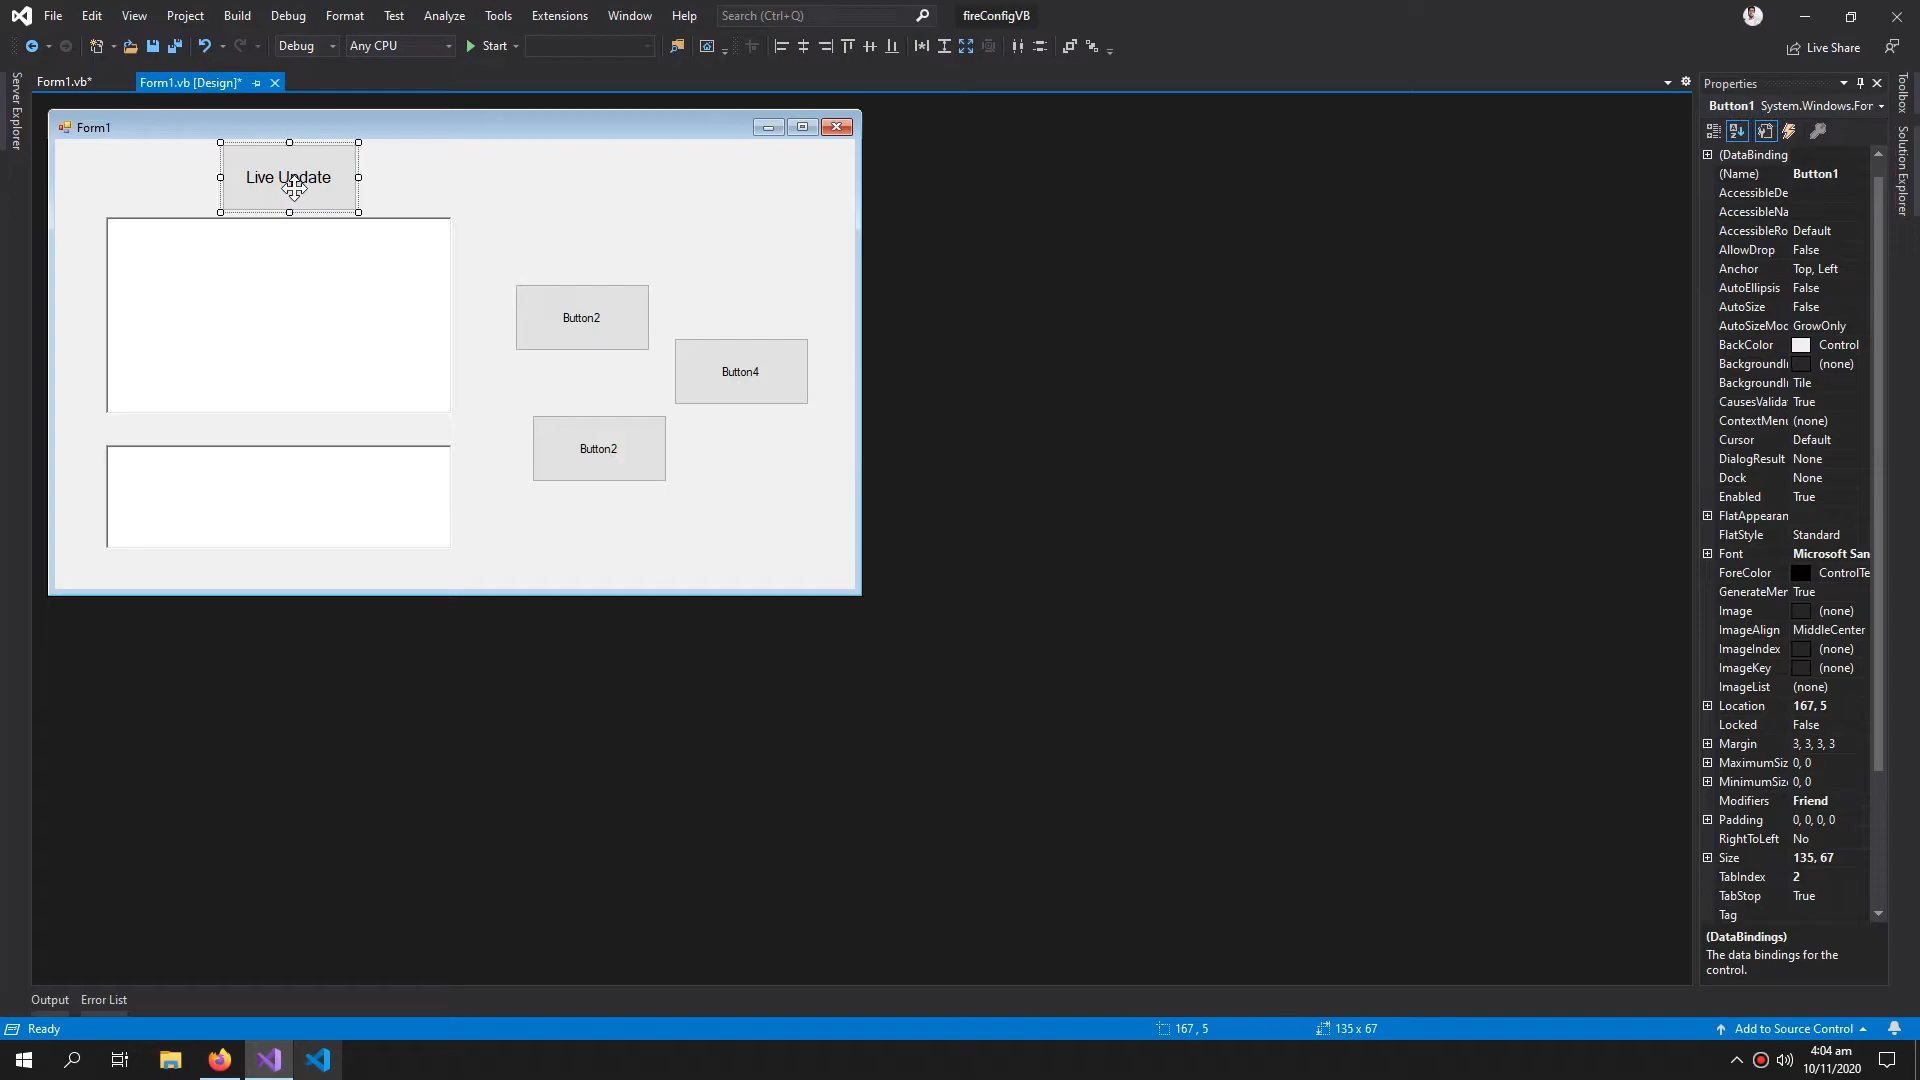 File Edit View Project Build Debug Format Test Analyze Tools Extensions Window Help Search (Ctrl+Q) fireConfigVB
Debug Any CPU Start Live Share
Form1.vb* Form1.vb [Design]*
Server Explorer
Form1
Live Update
Button2
Button4
Button2
Properties
Button1 System.Windows.For
(DataBinding
(Name) Button1
AccessibleDe
AccessibleNa
AccessibleRo Default
AllowDrop False
Anchor Top, Left
AutoEllipsis False
AutoSize False
AutoSizeMod GrowOnly
BackColor Control
BackgroundI (none)
BackgroundI Tile
CausesValida True
ContextMenu (none)
Cursor Default
DialogResult None
Dock None
Enabled True
FlatAppearan
FlatStyle Standard
Font Microsoft San
ForeColor ControlTe
GenerateMer True
Image (none)
ImageAlign MiddleCenter
ImageIndex (none)
ImageKey (none)
ImageList (none)
Location 167, 5
Locked False
Margin 3, 3, 3, 3
MaximumSiz 0, 0
MinimumSize 0, 0
Modifiers Friend
Padding 0, 0, 0, 0
RightToLeft No
Size 135, 67
TabIndex 2
TabStop True
Tag
(DataBindings)
The data bindings for the
control.
Toolbox
Solution Explorer
Output Error List
Ready 167 , 5 135 x 67 Add to Source Control
4:04 am
10/11/2020